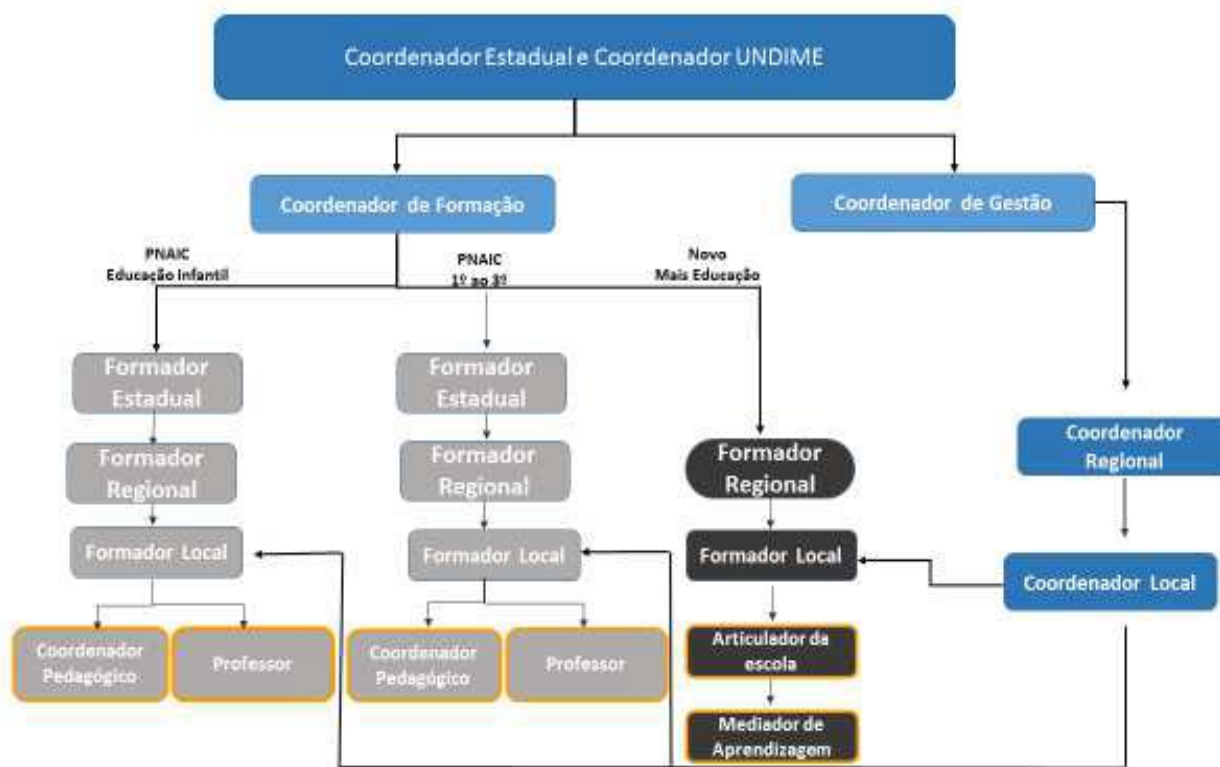 Coordenador Estadual e Coordenador UNDIME
Coordenador de Formação
Coordenador de Gestão
PNAIC
Educação Infantil
PNAIC
1º ao 3º
Novo
Mais Educação
Formador
Estadual
Formador
Estadual
Formador
Regional
Formador
Regional
Formador
Regional
Coordenador
Regional
Formador Local
Formador Local
Formador Local
Coordenador Local
Coordenador
Pedagógico
Professor
Coordenador
Pedagógico
Professor
Articulador da
escola
Mediador de
Aprendizagem